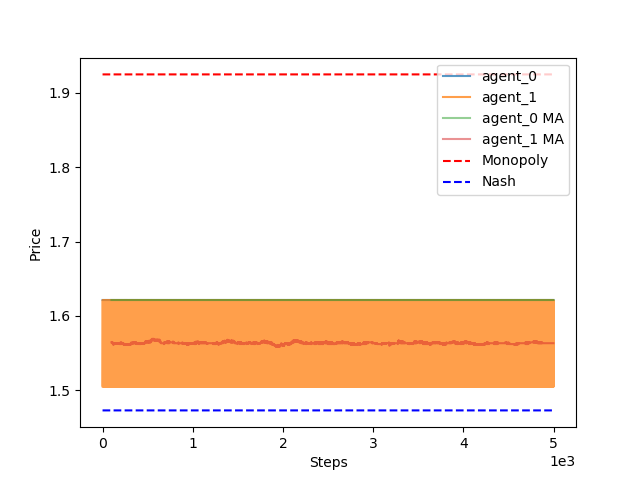 agent_0
agent_1
agent_0 MA
agent_1 MA
Monopoly
Nash
Price
1.9
1.8
1.7
1.6
1.5
0 1 2 3 4 5
1e3
Steps